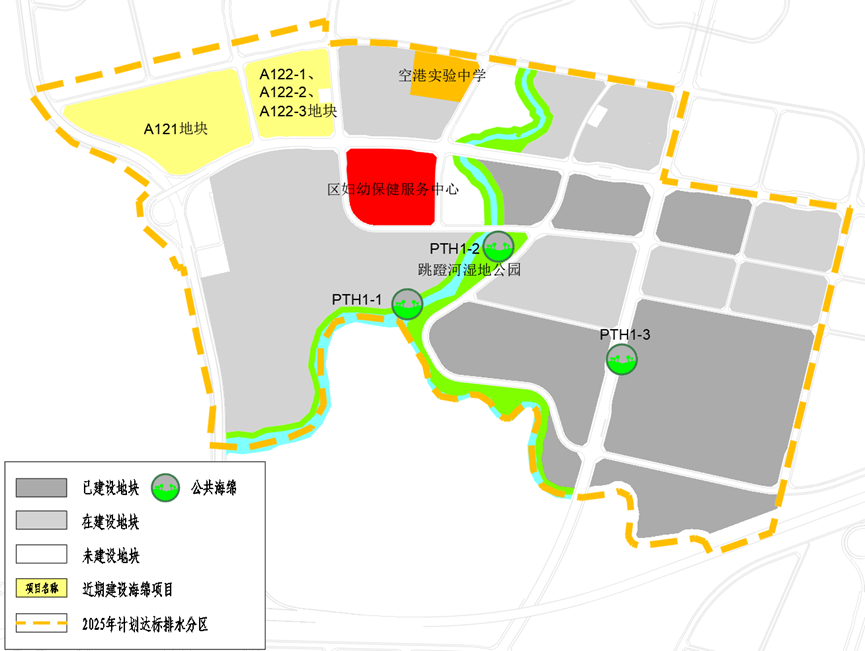 空港实验中学
A122-1、
A122-2、
A122-3地块
A121地块
区妇幼保健服务中心
PTH1-2
跳蹬河湿地公园
PTH1-1
PTH1-3
已建设地块
公共海绵
在建设地块
未建设地块
项目名称
近期建设海绵项目
2025年计划达标排水分区